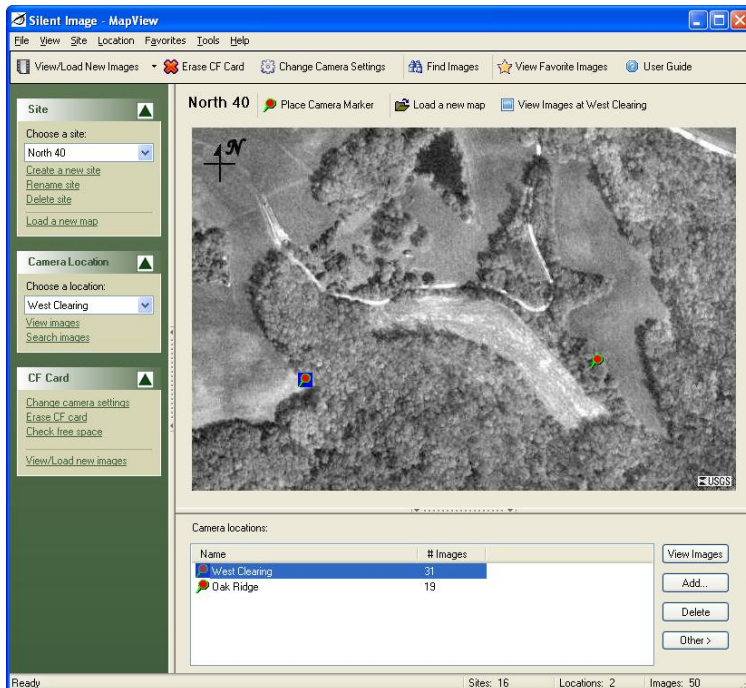 Silent Image - MapView
File View Site Location Favorites Tools Help
View/Load New Images Erase CF Card Change Camera Settings Find Images View Favorite Images User Guide
Site
Choose a site:
North 40
Create a new site
Rename site
Delete site
Load a new map
Camera Location
Choose a location:
West Clearing
View images
Search images
CF Card
Change camera settings
Erase CF card
Check free space
View/Load new images
North 40 Place Camera Marker Load a new map View Images at West Clearing
N
USGS
Camera locations:
Name # Images
West Clearing 31
Oak Ridge 19
View Images
Add...
Delete
Other >
Ready Sites: 16 Locations: 2 Images: 50